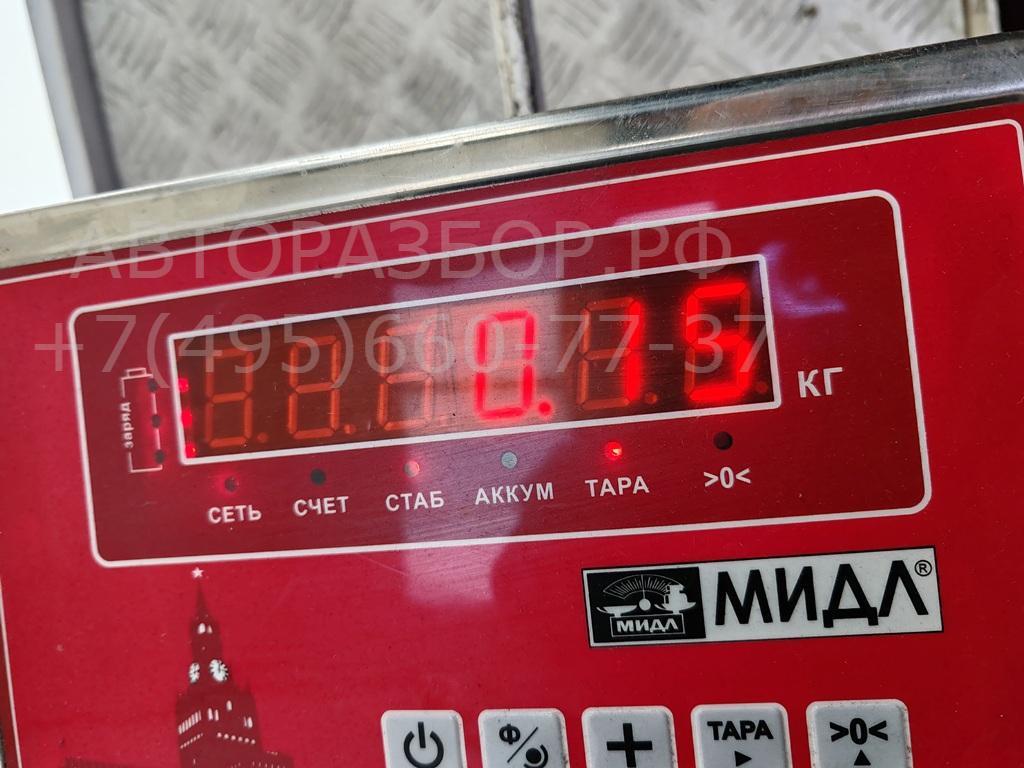 АВТОРАЗБОР.РФ
+7(495)660-77-37
заряд
0.15 КГ
СЕТЬ СЧЕТ СТАБ АККУМ ТАРА >0<
МИДЛ МИДЛ®
Ф + ТАРА >0<